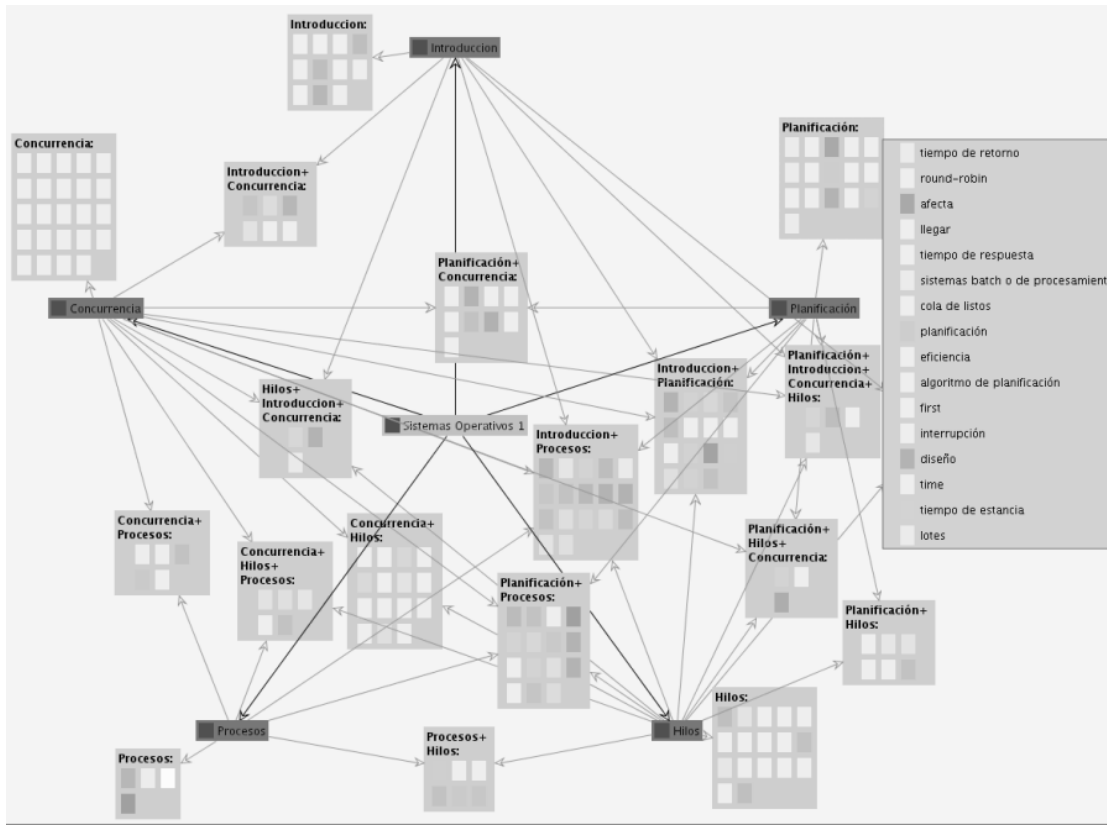 Introduccion:
Introduccion
Concurrencia:
Planificación:
Introduccion+
Concurrencia:
tiempo de retorno
round-robin
afecta
llegar
tiempo de respuesta
sistemas batch o de procesamient
cola de listos
planificación
eficiencia
algoritmo de planificación
first
interrupción
diseño
time
tiempo de estancia
lotes
Planificación+
Concurrencia:
Concurrencia
Planificación
Planificación+
Introduccion+
Concurrencia+
Hilos:
Introduccion+
Planificación:
Hilos+
Introduccion+
Concurrencia:
Sistemas Operativos 1
Introduccion+
Procesos:
Concurrencia+
Procesos:
Concurrencia+
Hilos:
Planificación+
Hilos+
Concurrencia:
Concurrencia+
Hilos+
Procesos:
Planificación+
Procesos:
Planificación+
Hilos:
Hilos:
Procesos
Hilos
Procesos+
Hilos:
Procesos: